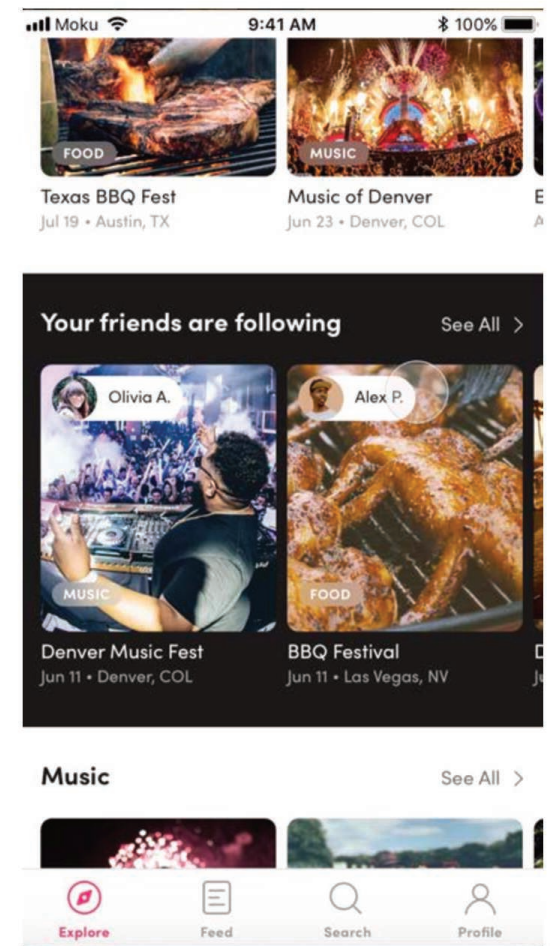 Moku 9:41 AM 100%
FOOD MUSIC
Texas BBQ Fest Music of Denver E
Jul 19 • Austin, TX Jun 23 • Denver, COL A
Your friends are following See All >
Olivia A. Alex P.
MUSIC FOOD
Denver Music Fest BBQ Festival
Jun 11 • Denver, COL Jun 11 • Las Vegas, NV Ju
Music See All >
Explore Feed Search Profile